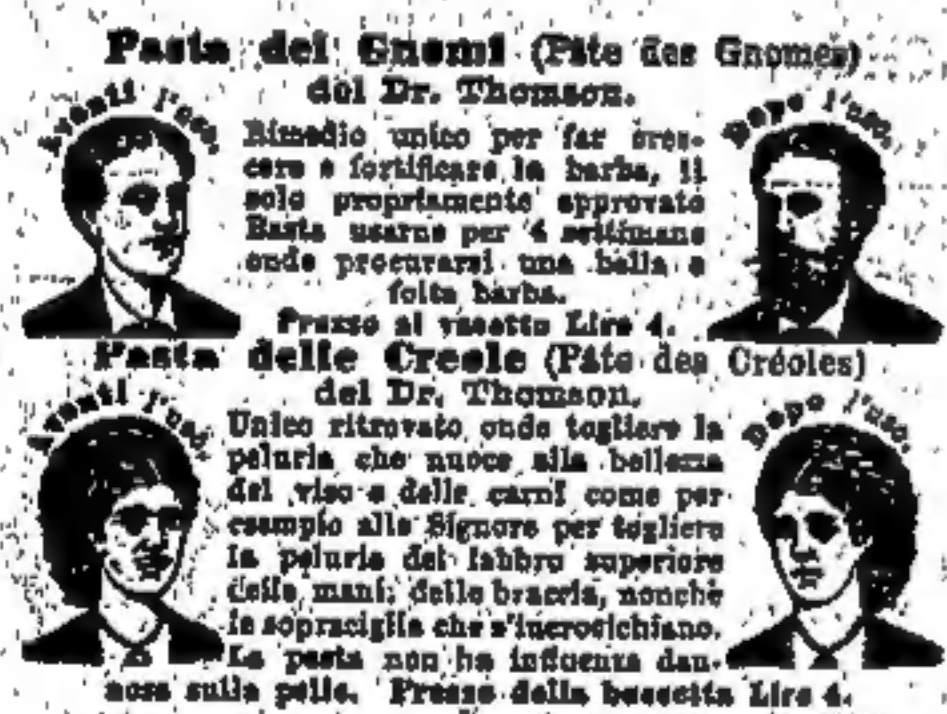 Pasta dei Gnomi (Pâte des Gnomes)
del Dr. Thomson.
Avanti l'uso.
Rimedio unico per far cres-
cere e fortificare la barba, il
solo propriamente approvato
Basta usarne per 4 settimane
onde procurarsi una bella e
folta barba.
Prezzo al vasetto Lire 4.
Dopo l'uso.
Pasta delle Creole (Pâte des Créoles)
del Dr. Thomson.
Avanti l'uso.
Unico ritrovato onde togliere la
peluria che nuoce alla bellezza
del viso e delle carni come per
esempio alle Signore per togliere
la peluria del labbro superiore
delle mani, delle braccia, nonchè
le sopraciglia che s'incrocichiano.
La pasta non ha influenza dan-
nosa sulla pelle. Prezzo della boccetta Lire 4.
Dopo l'uso.